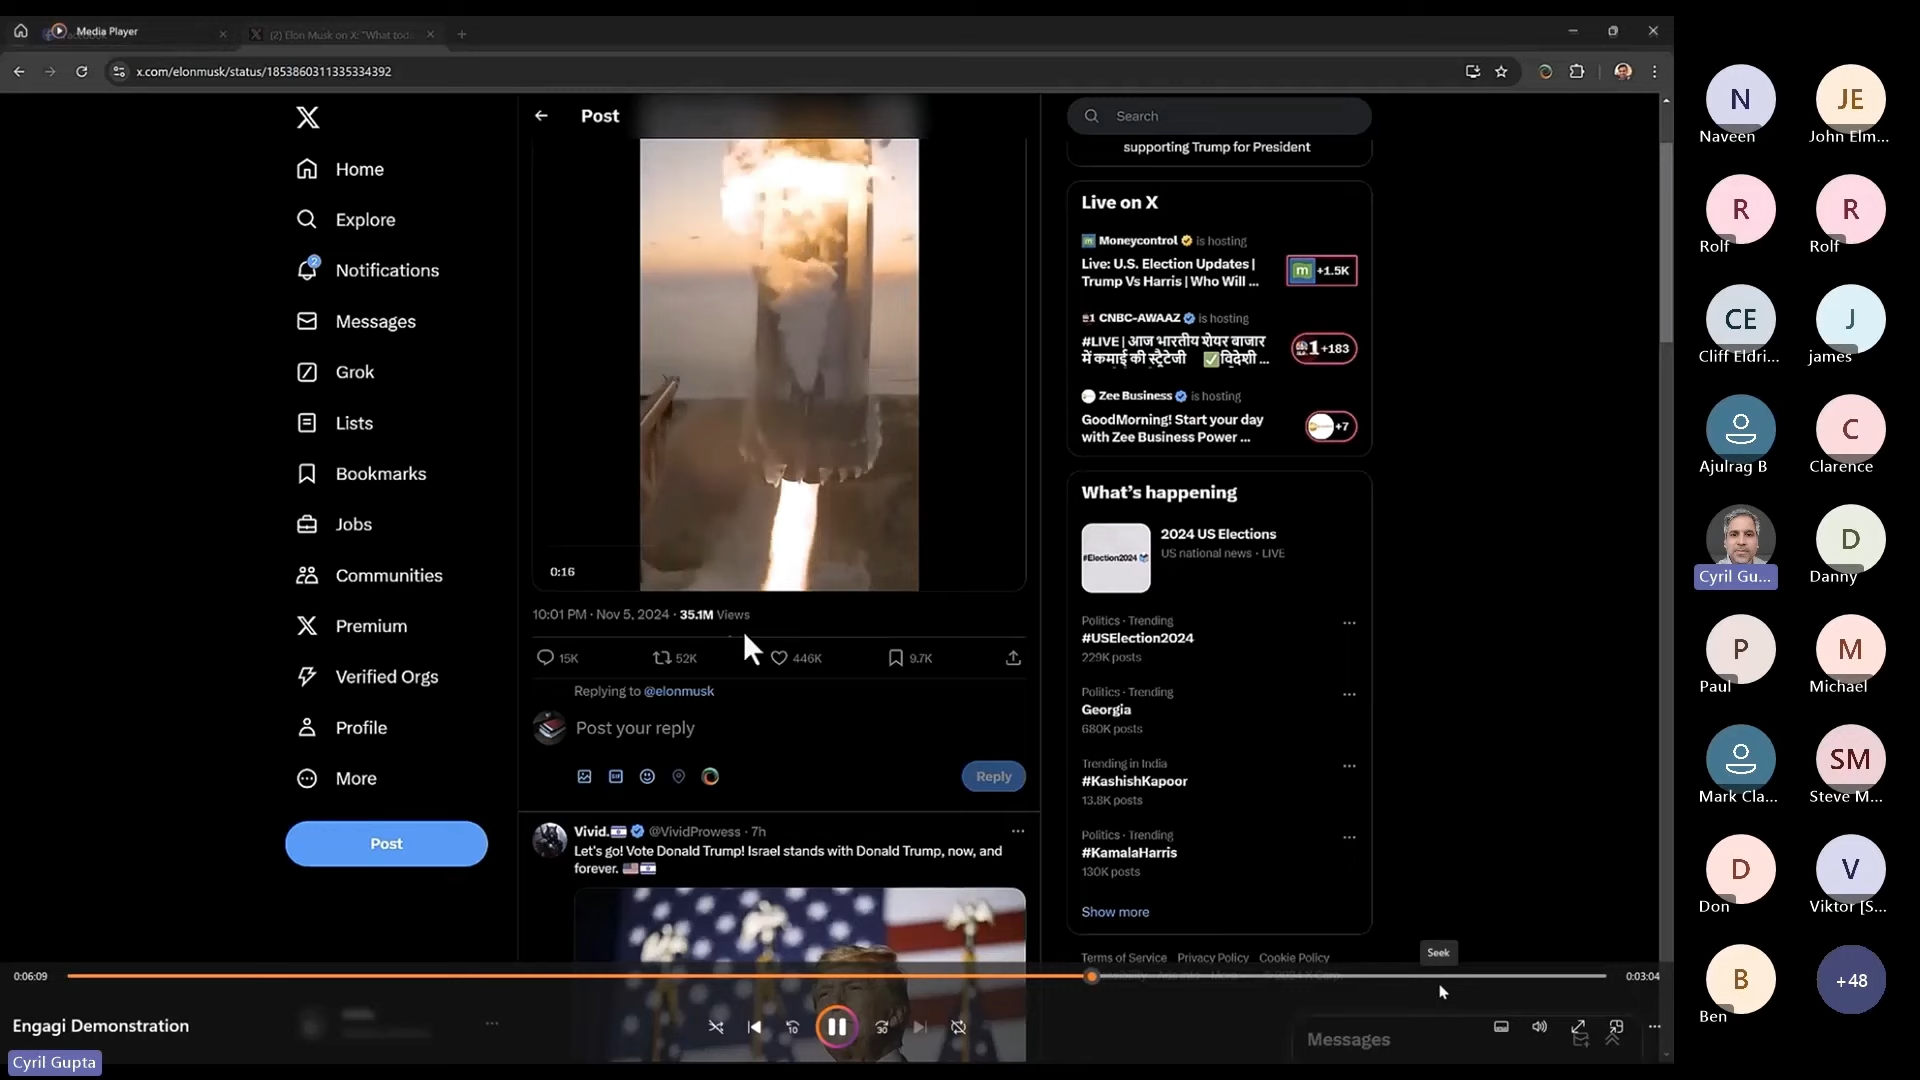 Media Player
(2) Elon Musk on X: "What tod
x.com/elonmusk/status/1853860311335334392
Home
Explore
2
Notifications
Messages
Grok
Lists
Bookmarks
Jobs
Communities
Premium
Verified Orgs
Profile
More
Post
Post
0:16
10:01 PM · Nov 5, 2024 · 35.1M Views
15K 52K 446K 9.7K
Replying to @elonmusk
Post your reply
GIF
Reply
Vivid. @VividProwess · 7h
Let's go! Vote Donald Trump! Israel stands with Donald Trump, now, and
forever.
Search
supporting Trump for President
Live on X
Moneycontrol is hosting
Live: U.S. Election Updates |
Trump Vs Harris | Who Will ...
m +1.5K
CNBC-AWAAZ is hosting
#LIVE | आज भारतीय शेयर बाजार
में कमाई की स्ट्रैटेजी ✅विदेशी ...
1 +183
Zee Business is hosting
GoodMorning! Start your day
with Zee Business Power ...
+7
What's happening
#Election2024
2024 US Elections
US national news · LIVE
Politics · Trending
#USElection2024
229K posts
Politics · Trending
Georgia
680K posts
Trending in India
#KashishKapoor
13.8K posts
Politics · Trending
#KamalaHarris
130K posts
Show more
Terms of Service Privacy Policy Cookie Policy
Seek
0:06:09
0:03:04
Engagi Demonstration
10
30
Messages
Cyril Gupta
N
Naveen
JE
John Elm...
R
Rolf
R
Rolf
CE
Cliff Eldri...
J
james
Ajulrag B
C
Clarence
Cyril Gu...
D
Danny
P
Paul
M
Michael
Mark Cla...
SM
Steve M...
D
Don
V
Viktor [S...
B
Ben
+48